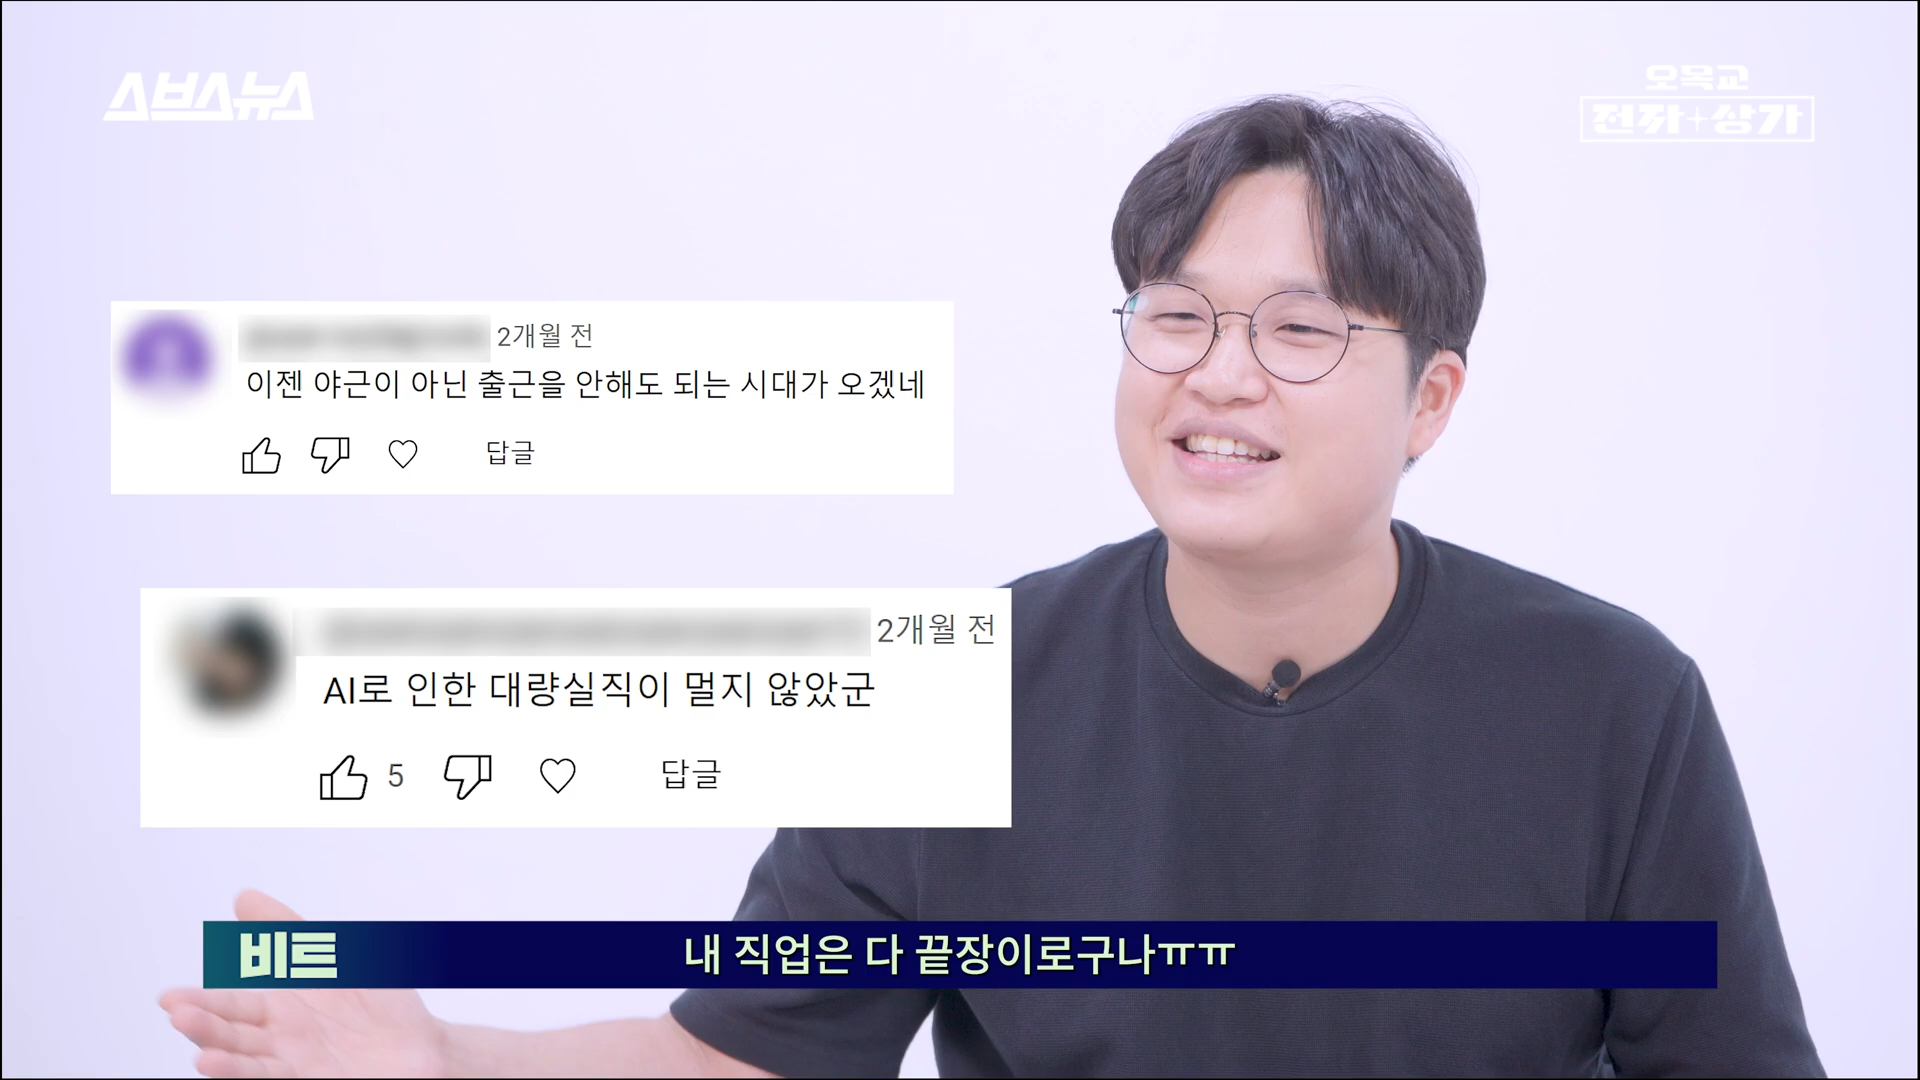 스브스뉴스
오목교
전자+상가
2개월 전
이젠 야근이 아닌 출근을 안해도 되는 시대가 오겠네
답글
2개월 전
AI로 인한 대량실직이 멀지 않았군
5
답글
비트
내 직업은 다 끝장이로구나ㅠㅠ